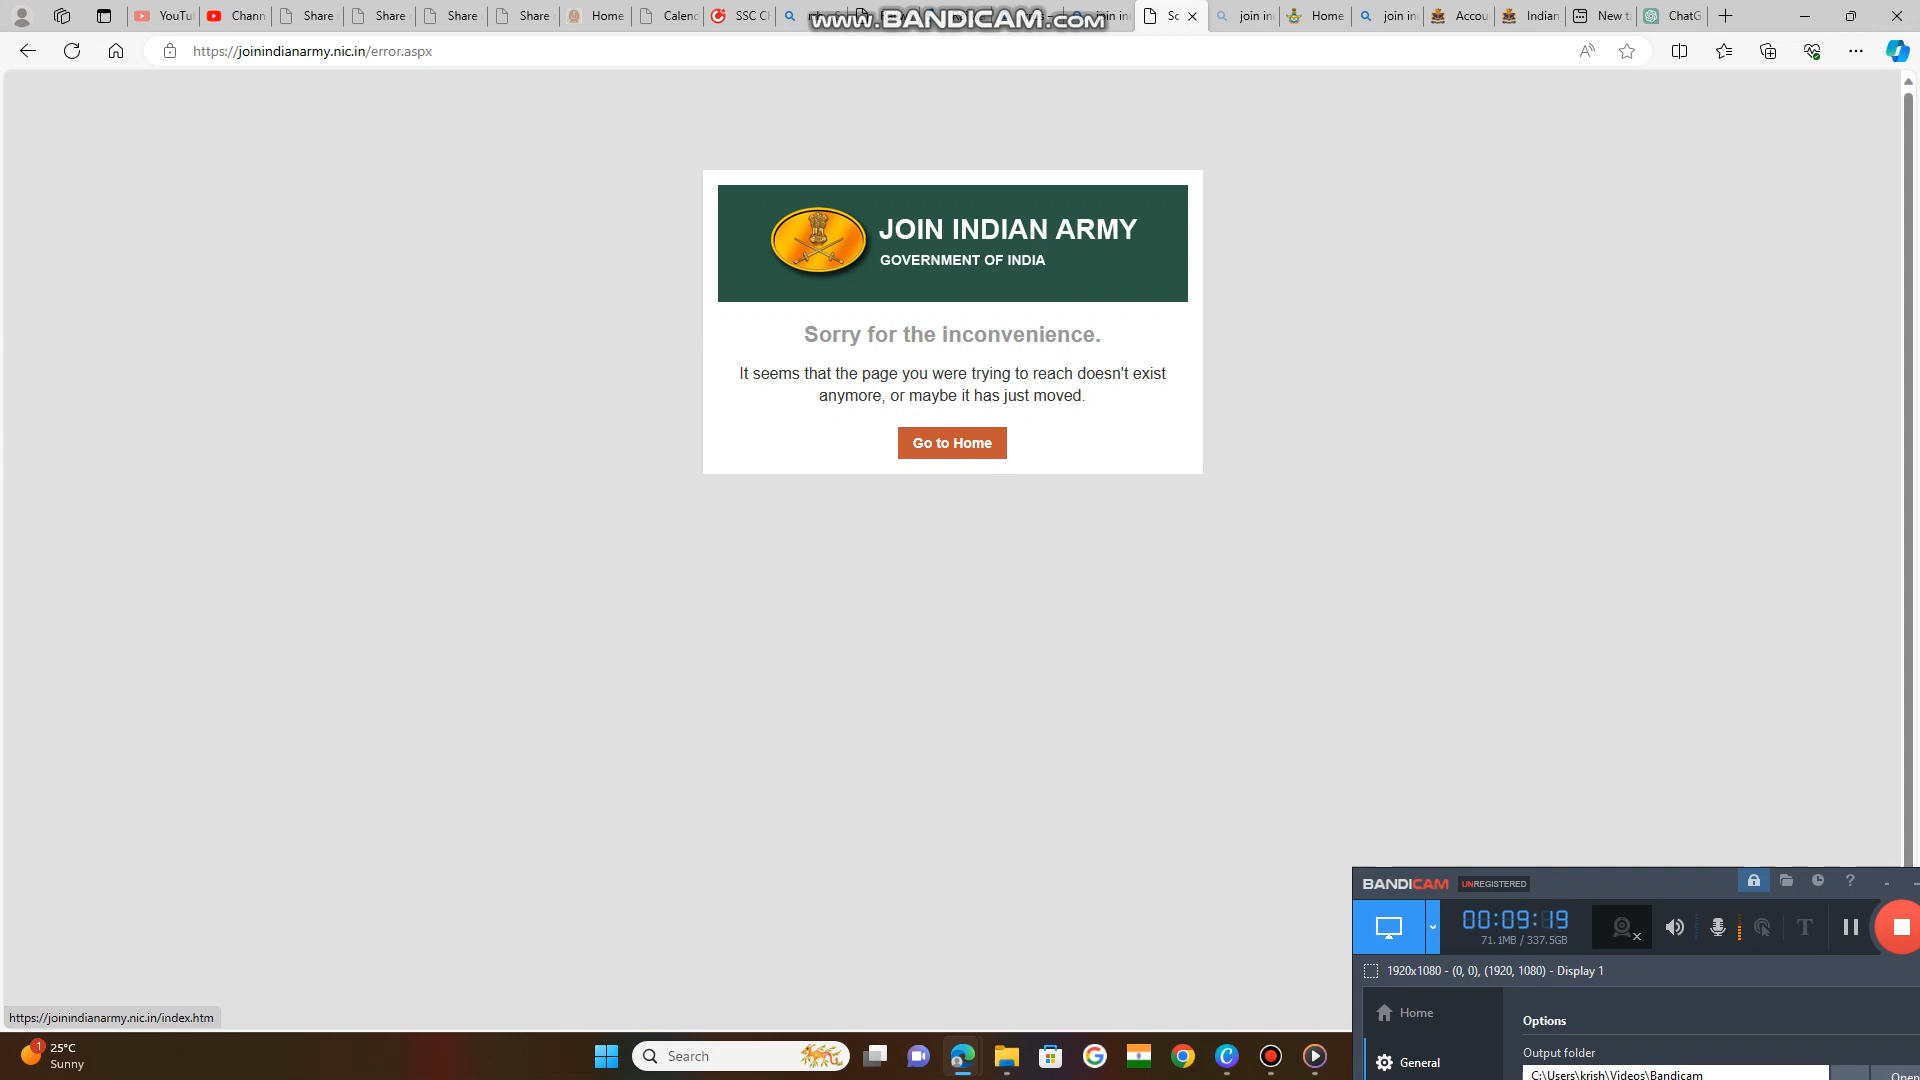 YouTu
Chann
Share
Share
Share
Share
Home
Calend
SSC Ch
www.BANDICAM.com
join in
Sc
join in
Home
join in
Accou
Indian
New t
ChatG
https://joinindianarmy.nic.in/error.aspx
JOIN INDIAN ARMY
GOVERNMENT OF INDIA
Sorry for the inconvenience.
It seems that the page you were trying to reach doesn't exist
anymore, or maybe it has just moved.
Go to Home
BANDICAM UNREGISTERED
00:09:19
71.1MB / 337.5GB
1920x1080 - (0, 0), (1920, 1080) - Display 1
Home
Options
Output folder
General
C:\Users\krish\Videos\Bandicam
Open
https://joinindianarmy.nic.in/index.htm
1
25°C
Sunny
Search